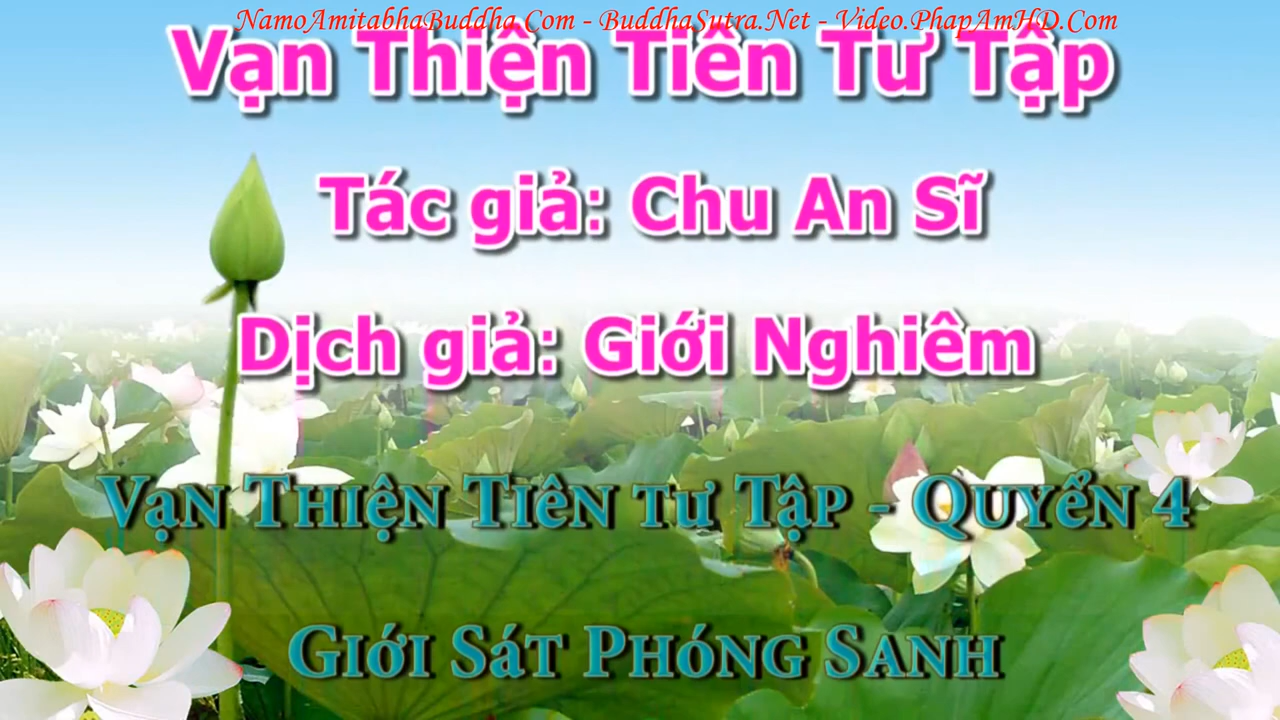 NamoAmitabhaBuddha.Com - BuddhaSutra.Net - Video.PhapAmHD.Com
Vạn Thiện Tiên Tư Tập
Tác giả: Chu An Sĩ
Dịch giả: Giới Nghiêm
Vạn Thiện Tiên tư Tập - Quyển 4
Giới Sát Phóng Sanh